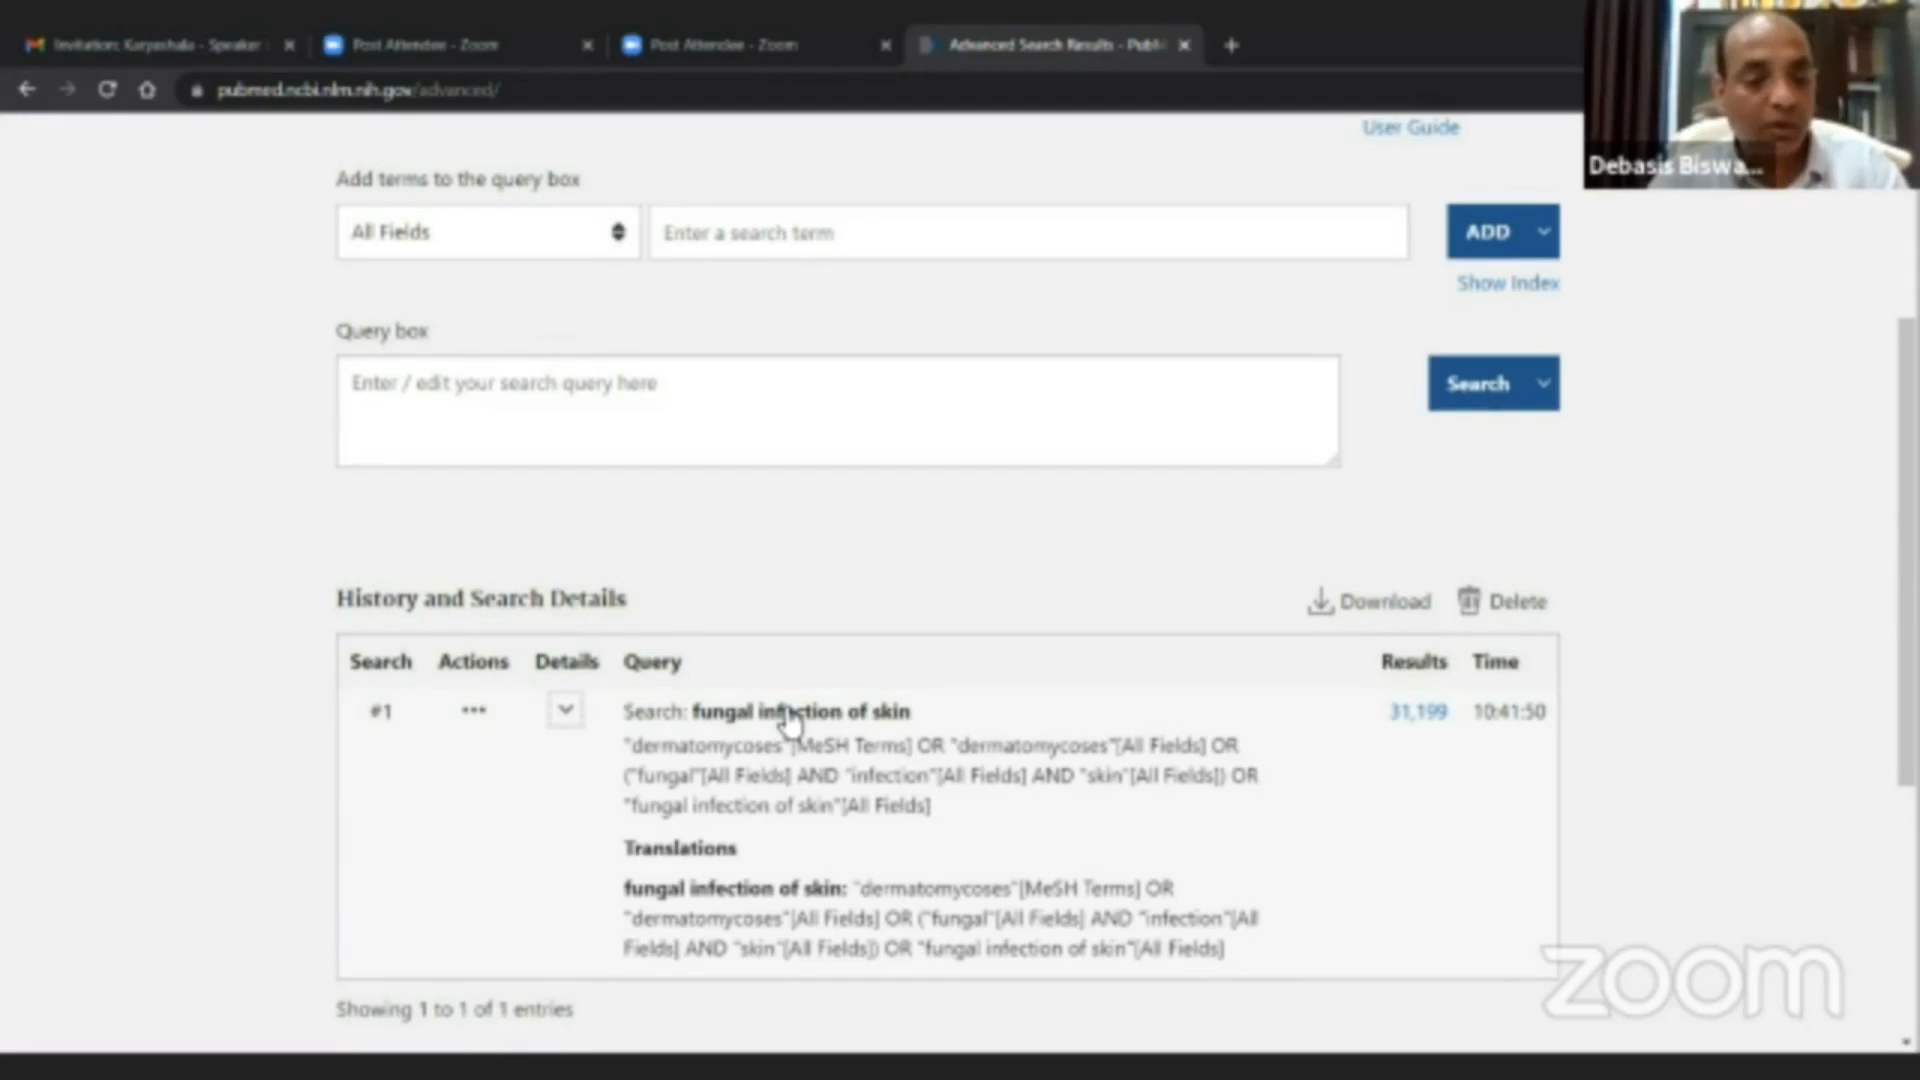 Invitation: Karyashala - Speaker
Post Attendee - Zoom
Post Attendee - Zoom
Advanced Search Results - PubM
pubmed.ncbi.nlm.nih.gov/advanced/
Debasis Biswa...
User Guide
Add terms to the query box
All Fields
Enter a search term
ADD
Show Index
Query box
Enter / edit your search query here
Search
History and Search Details
Download
Delete
Search Actions Details Query Results Time
#1 ... Search: fungal infection of skin 31,199 10:41:50
"dermatomycoses"[MeSH Terms] OR "dermatomycoses"[All Fields] OR
("fungal"[All Fields] AND "infection"[All Fields] AND "skin"[All Fields]) OR
"fungal infection of skin"[All Fields]
Translations
fungal infection of skin: "dermatomycoses"[MeSH Terms] OR
"dermatomycoses"[All Fields] OR ("fungal"[All Fields] AND "infection"[All
Fields] AND "skin"[All Fields]) OR "fungal infection of skin"[All Fields]
Showing 1 to 1 of 1 entries
zoom